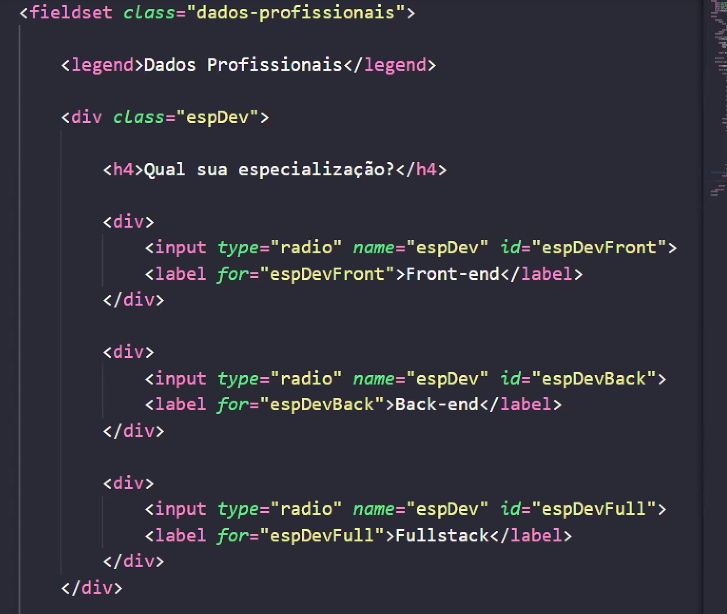 <fieldset class="dados-profissionais">
<legend>Dados Profissionais</legend>
<div class="espDev">
<h4>Qual sua especialização?</h4>
<div>
<input type="radio" name="espDev" id="espDevFront">
<label for="espDevFront">Front-end</label>
</div>
<div>
<input type="radio" name="espDev" id="espDevBack">
<label for="espDevBack">Back-end</label>
</div>
<div>
<input type="radio" name="espDev" id="espDevFull">
<label for="espDevFull">Fullstack</label>
</div>
</div>